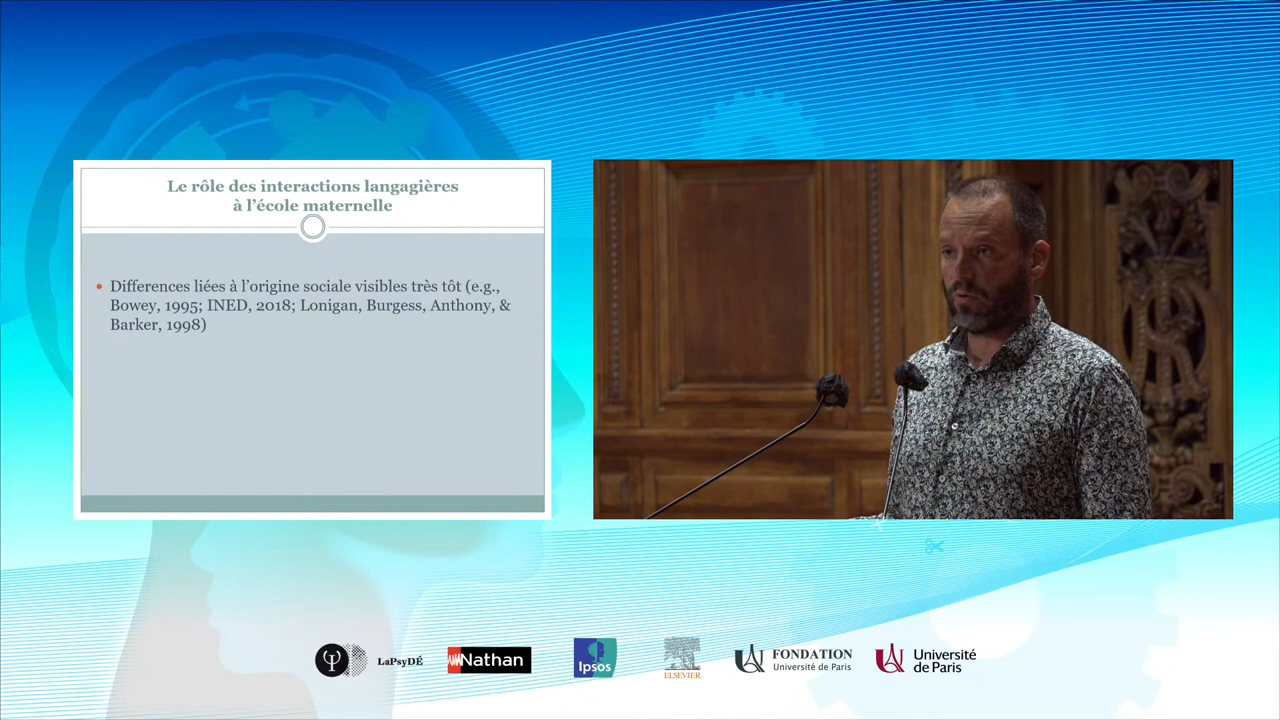 Le rôle des interactions langagières
à l'école maternelle
• Differences liées à l'origine sociale visibles très tôt (e.g.,
Bowey, 1995; INED, 2018; Lonigan, Burgess, Anthony, &
Barker, 1998)
LaPsyDÉ
Nathan
Ipsos
ELSEVIER
FONDATION
Université de Paris
Université
de Paris